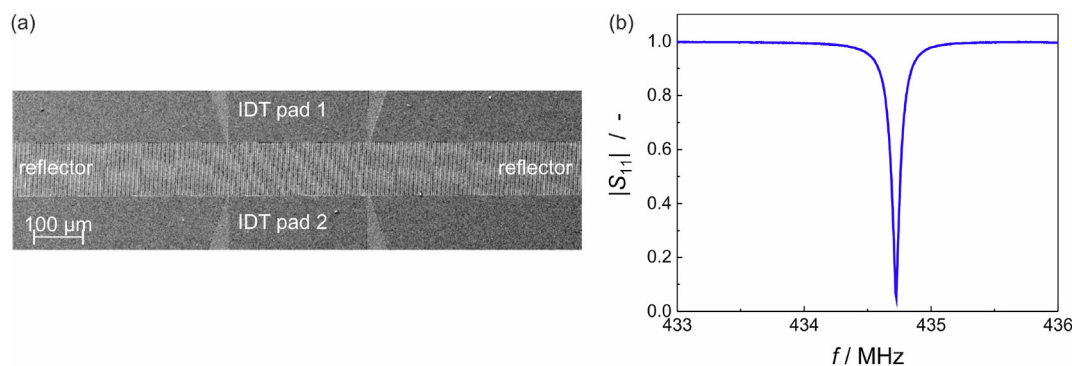 (a)
IDT pad 1
reflector
reflector
IDT pad 2
100 μm
(b)
1.0
0.8
0.6
0.4
0.2
0.0
|S₁₁| / -
433
434
435
436
f / MHz